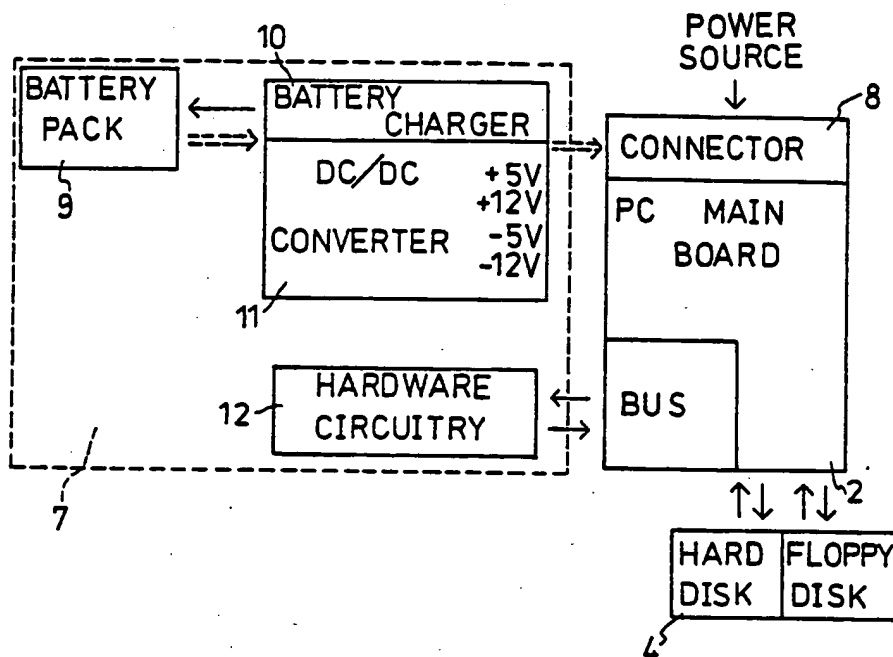 10
POWER
SOURCE
8
BATTERY
PACK
9
BATTERY
CHARGER
CONNECTOR
DC/DC
CONVERTER
+5V
+12V
-5V
-12V
11
PC MAIN
BOARD
HARDWARE
CIRCUITRY
12
BUS
7
2
HARD
DISK
FLOPPY
DISK
4